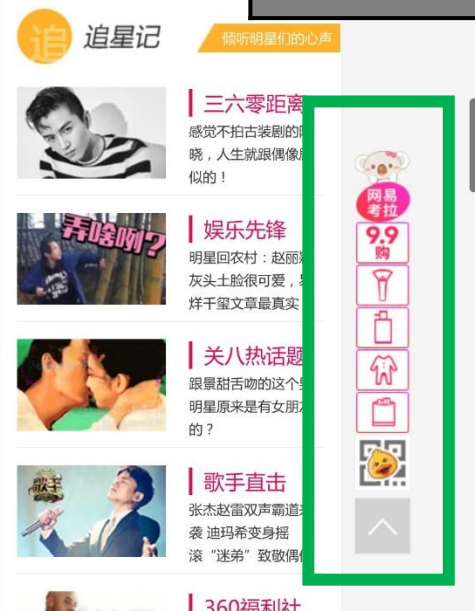 追
追星记
倾听明星们的心声
三六零距离
感觉不拍古装剧的
晓，人生就跟偶像
似的！
网易
考拉
9.9
购
弄啥咧?
娱乐先锋
明星回农村：赵丽
灰头土脸很可爱，
烊千玺文章最真实
关八热话题
跟景甜舌吻的这个
明星原来是有女朋
的？
歌手
歌手直击
张杰赵雷双声霸道
袭 迪玛希变身摇
滚“迷弟”致敬偶
360福利社